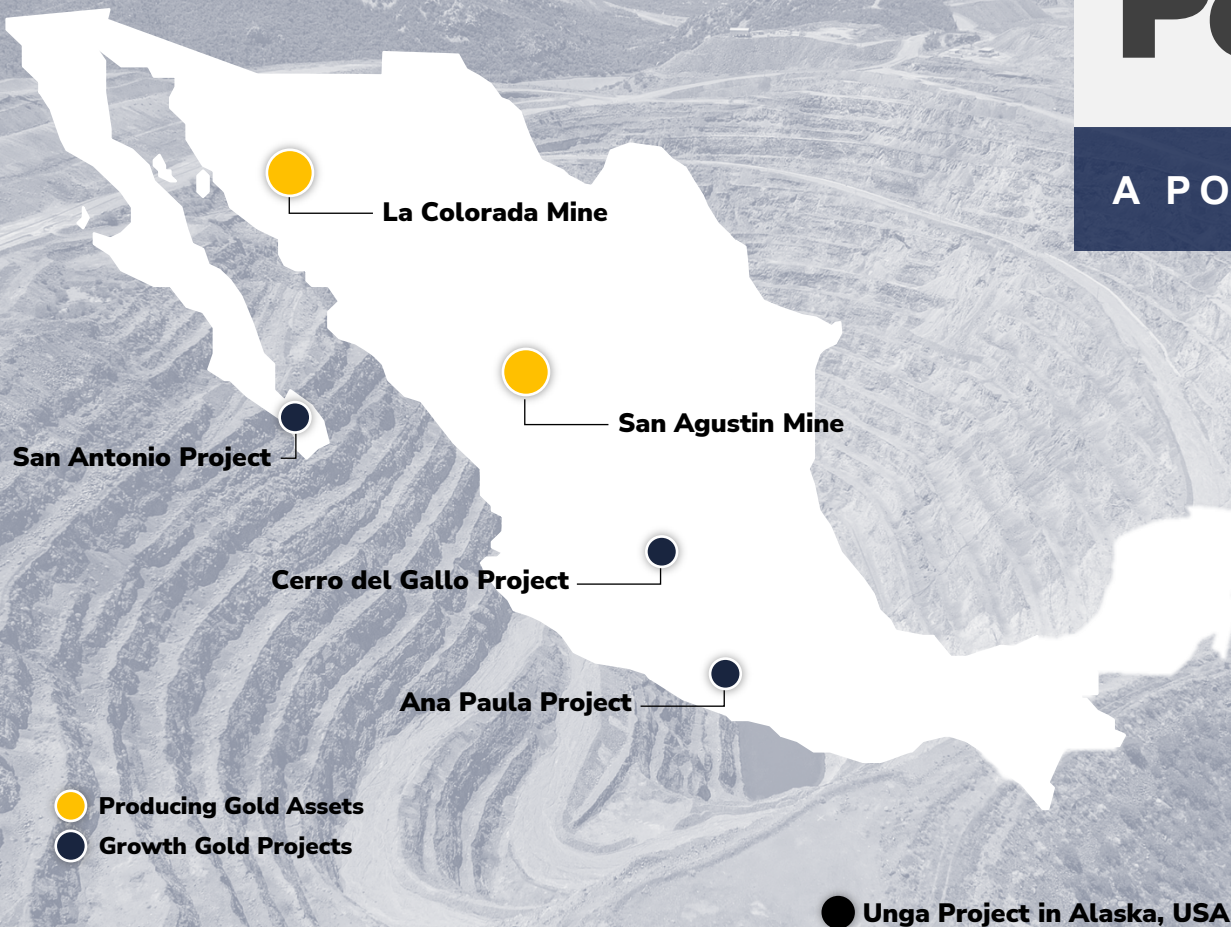 A PO
La Colorada Mine
San Agustin Mine
San Antonio Project
Cerro del Gallo Project
Ana Paula Project
Producing Gold Assets
Growth Gold Projects
Unga Project in Alaska, USA